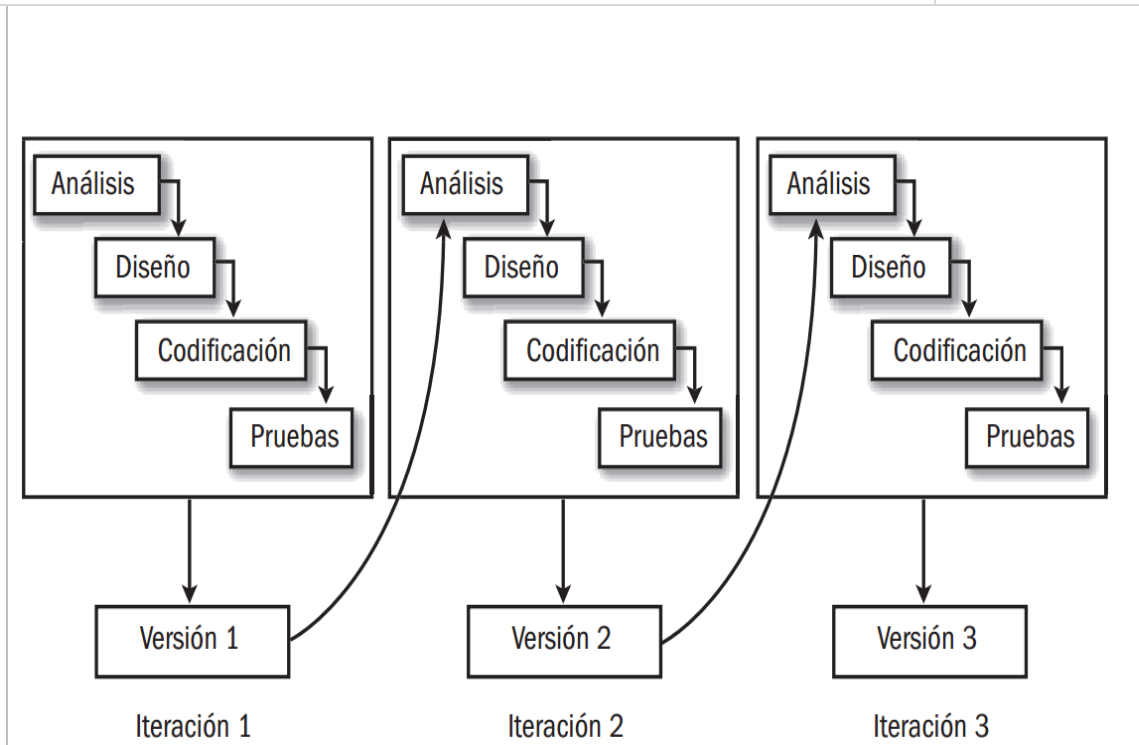 Análisis
Diseño
Codificación
Pruebas
Versión 1
Iteración 1
Análisis
Diseño
Codificación
Pruebas
Versión 2
Iteración 2
Análisis
Diseño
Codificación
Pruebas
Versión 3
Iteración 3